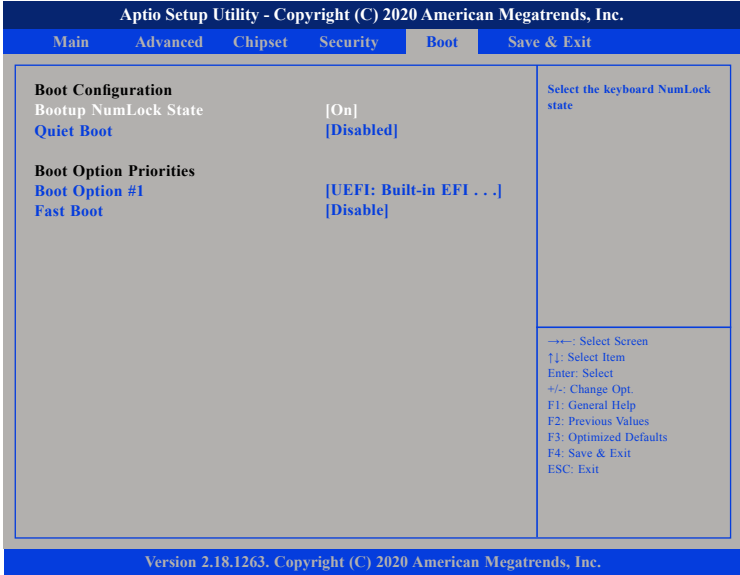 Aptio Setup Utility - Copyright (C) 2020 American Megatrends, Inc.
Main Advanced Chipset Security Boot Save & Exit
Boot Configuration
Bootup NumLock State [On]
Quiet Boot [Disabled]
Boot Option Priorities
Boot Option #1 [UEFI: Built-in EFI . . .]
Fast Boot [Disable]
Select the keyboard NumLock
state
→←: Select Screen
↑↓: Select Item
Enter: Select
+/-: Change Opt.
F1: General Help
F2: Previous Values
F3: Optimized Defaults
F4: Save & Exit
ESC: Exit
Version 2.18.1263. Copyright (C) 2020 American Megatrends, Inc.